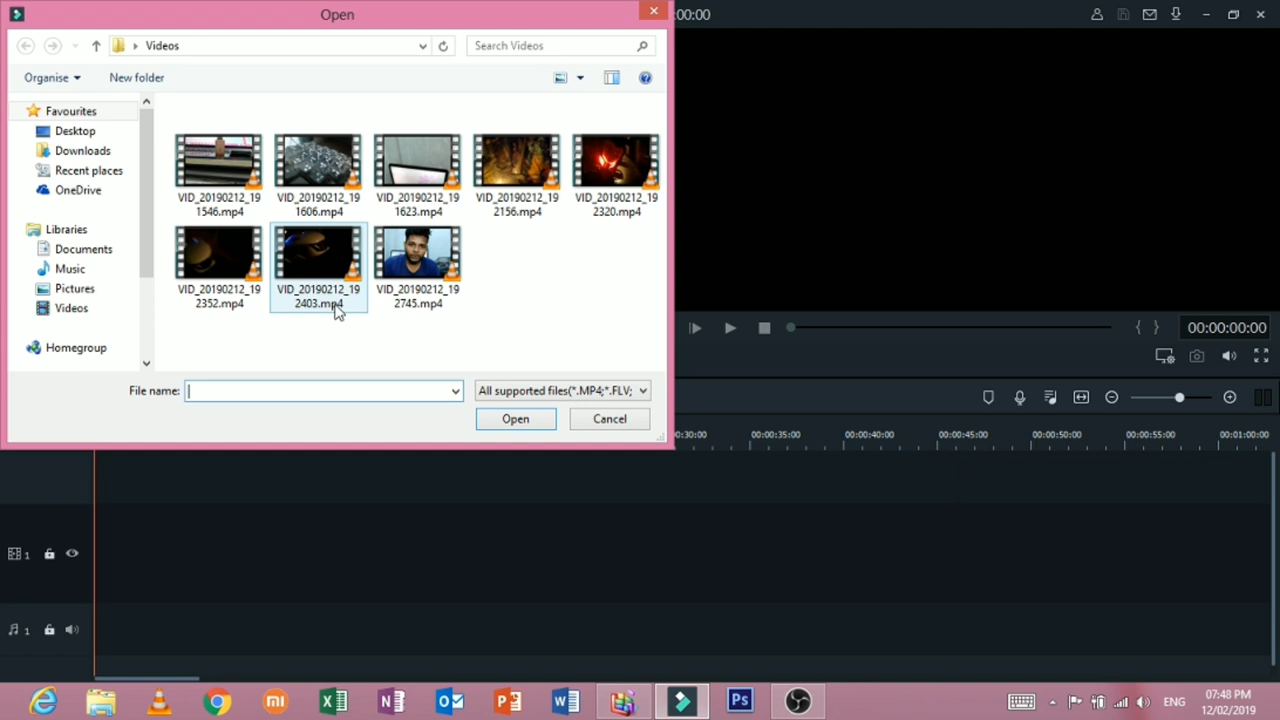 Open
00:00
Videos
Search Videos
Organise
New folder
Favourites
Desktop
Downloads
Recent places
OneDrive
Libraries
Documents
Music
Pictures
Videos
Homegroup
VID_20190212_19
1546.mp4
VID_20190212_19
1606.mp4
VID_20190212_19
1623.mp4
VID_20190212_19
2156.mp4
VID_20190212_19
2320.mp4
VID_20190212_19
2352.mp4
VID_20190212_19
2403.mp4
VID_20190212_19
2745.mp4
File name:
All supported files(*.MP4;*.FLV;
Open
Cancel
{ }
00:00:00:00
0:30:00
00:00:35:00
00:00:40:00
00:00:45:00
00:00:50:00
00:00:55:00
00:01:00:00
1
1
mi
Ps
ENG
07:48 PM
12/02/2019